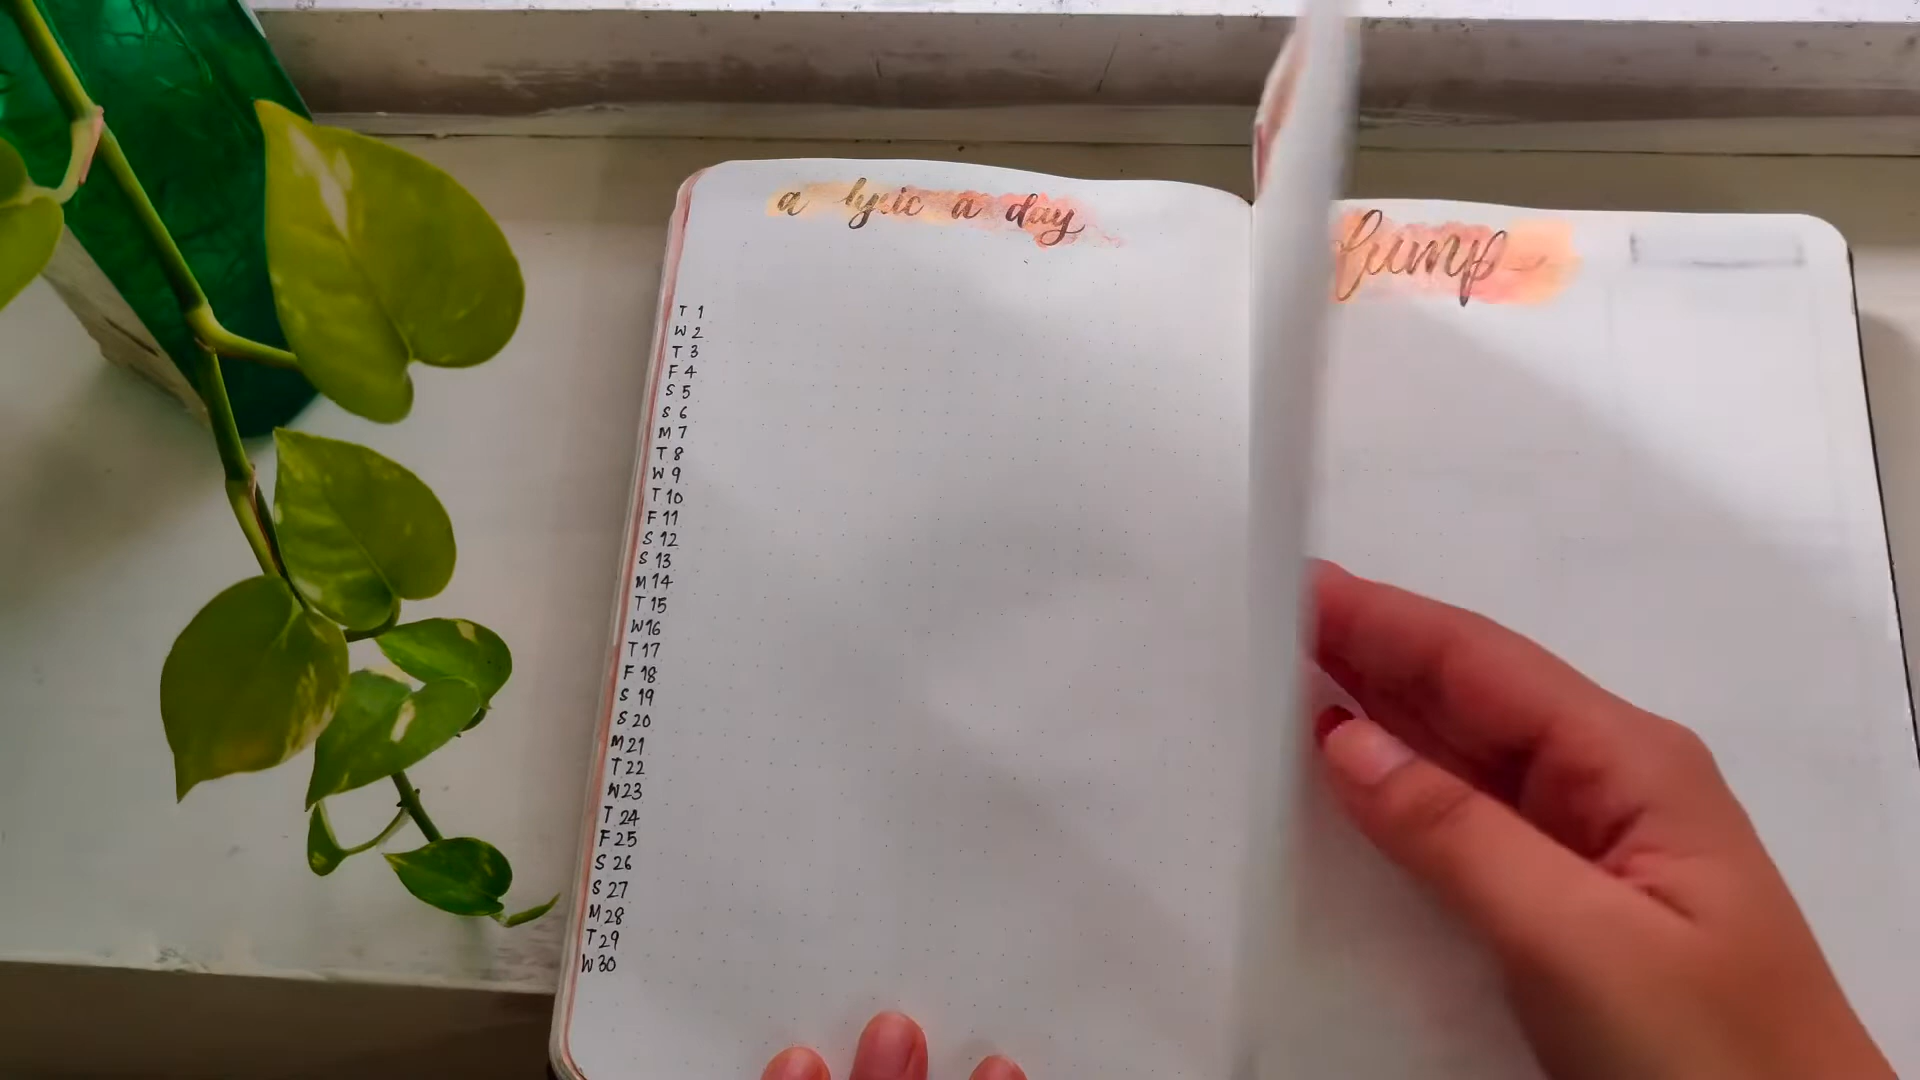 a lyric a day
T 1
W 2
T 3
F 4
S 5
S 6
M 7
T 8
W 9
T 10
F 11
S 12
S 13
M 14
T 15
W 16
T 17
F 18
S 19
S 20
M 21
T 22
W 23
T 24
F 25
S 26
S 27
M 28
T 29
W 30
dump